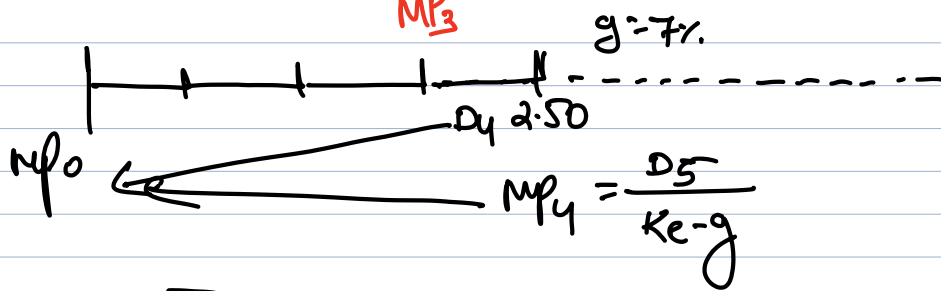 MP3
g=7%.
D4 2.50
MP0
MP4 = D5
Ke-g